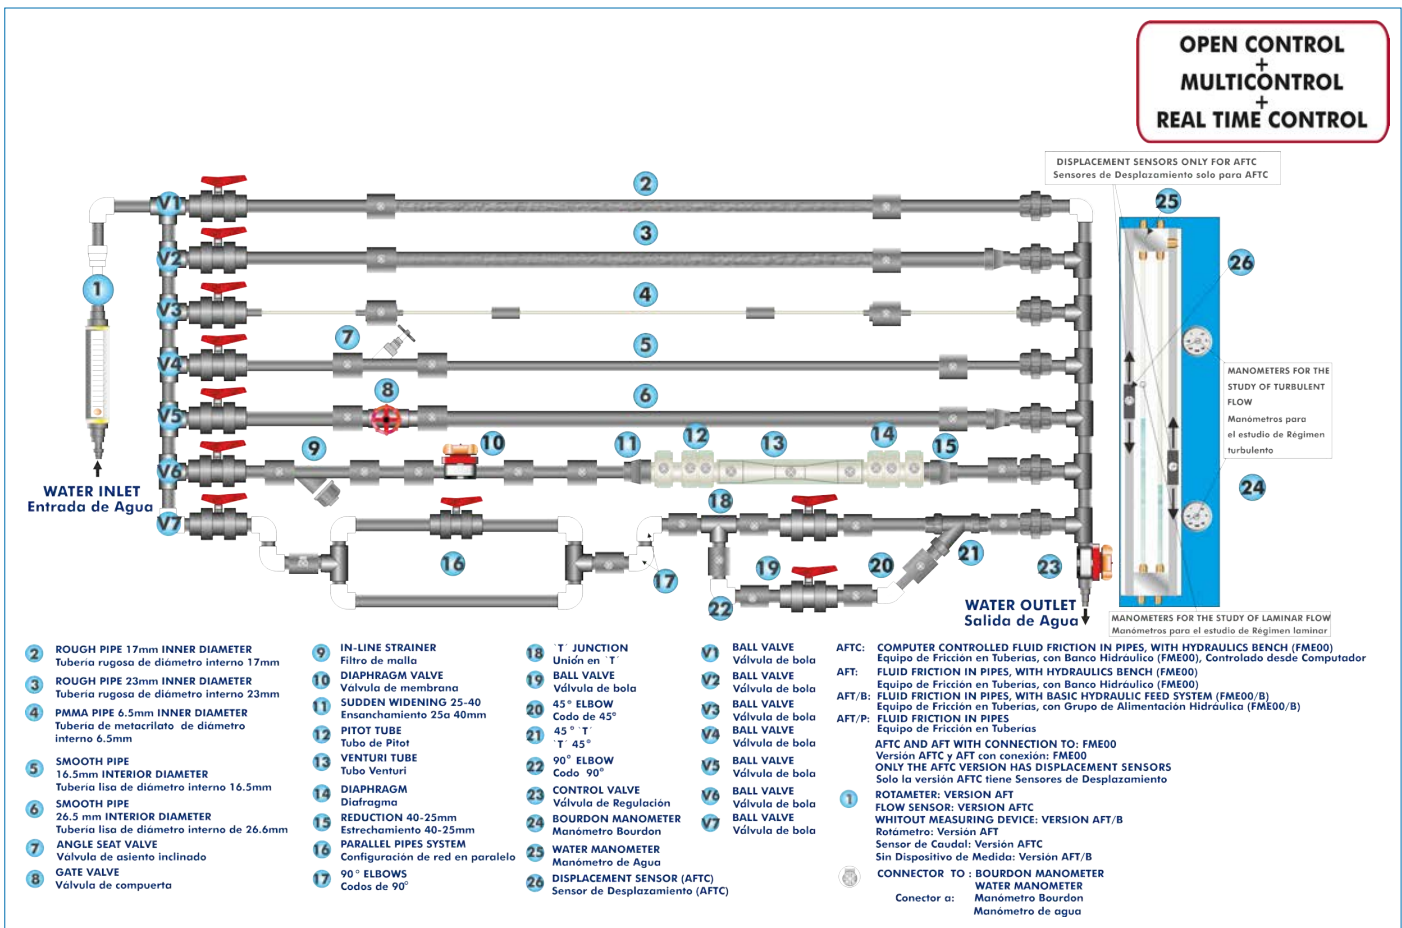 OPEN CONTROL
+
MULTICONTROL
+
REAL TIME CONTROL
DISPLACEMENT SENSORS ONLY FOR AFTC
Sensores de Desplazamiento solo para AFTC
V1
V2
V3
V4
V5
V6
V7
1
2
3
4
5
6
7
8
9
10
11
12
13
14
15
16
17
18
19
20
21
22
23
24
25
26
WATER INLET
Entrada de Agua
MANOMETERS FOR THE
STUDY OF TURBULENT
FLOW
Manómetros para
el estudio de Règimen
turbulento
WATER OUTLET
Salida de Agua
MANOMETERS FOR THE STUDY OF LAMINAR FLOW
Manómetros para el estudio de Règimen laminar
2 ROUGH PIPE 17mm INNER DIAMETER
Tubería rugosa de diámetro interno 17mm
3 ROUGH PIPE 23mm INNER DIAMETER
Tubería rugosa de diámetro interno 23mm
4 PMMA PIPE 6.5mm INNER DIAMETER
Tubería de metacrilato de diámetro
interno 6.5mm
5 SMOOTH PIPE
16.5mm INTERIOR DIAMETER
Tubería lisa de diámetro interno 16.5mm
6 SMOOTH PIPE
26.5 mm INTERIOR DIAMETER
Tubería lisa de diámetro interno de 26.6mm
7 ANGLE SEAT VALVE
Válvula de asiento inclinado
8 GATE VALVE
Válvula de compuerta
9 IN-LINE STRAINER
Filtro de malla
10 DIAPHRAGM VALVE
Válvula de membrana
11 SUDDEN WIDENING 25-40
Ensanchamiento 25a 40mm
12 PITOT TUBE
Tubo de Pitot
13 VENTURI TUBE
Tubo Venturi
14 DIAPHRAGM
Diafragma
15 REDUCTION 40-25mm
Estrechamiento 40-25mm
16 PARALLEL PIPES SYSTEM
Configuración de red en paralelo
17 90° ELBOWS
Codos de 90°
18 ´T´ JUNCTION
Unión en ´T´
19 BALL VALVE
Válvula de bola
20 45° ELBOW
Codo de 45°
21 45° ´T´
´T´ 45°
22 90° ELBOW
Codo 90°
23 CONTROL VALVE
Válvula de Regulación
24 BOURDON MANOMETER
Manómetro Bourdon
25 WATER MANOMETER
Manómetro de Agua
26 DISPLACEMENT SENSOR (AFTC)
Sensor de Desplazamiento (AFTC)
V1 BALL VALVE
Válvula de bola
V2 BALL VALVE
Válvula de bola
V3 BALL VALVE
Válvula de bola
V4 BALL VALVE
Válvula de bola
V5 BALL VALVE
Válvula de bola
V6 BALL VALVE
Válvula de bola
V7 BALL VALVE
Válvula de bola
AFTC: COMPUTER CONTROLLED FLUID FRICTION IN PIPES, WITH HYDRAULICS BENCH (FME00)
Equipo de Fricción en Tuberías, con Banco Hidráulico (FME00), Controlado desde Computador
AFT: FLUID FRICTION IN PIPES, WITH HYDRAULICS BENCH (FME00)
Equipo de Fricción en Tuberías, con Banco Hidráulico (FME00)
AFT/B: FLUID FRICTION IN PIPES, WITH BASIC HYDRAULIC FEED SYSTEM (FME00/B)
Equipo de Fricción en Tuberías, con Grupo de Alimentación Hidráulica (FME00/B)
AFT/P: FLUID FRICTION IN PIPES
Equipo de Fricción en Tuberías
AFTC AND AFT WITH CONNECTION TO: FME00
Versión AFTC y AFT con conexión: FME00
ONLY THE AFTC VERSION HAS DISPLACEMENT SENSORS
Solo la versión AFTC tiene Sensores de Desplazamiento
1 ROTAMETER: VERSION AFT
FLOW SENSOR: VERSION AFTC
WHITOUT MEASURING DEVICE: VERSION AFT/B
Rotámetro: Versión AFT
Sensor de Caudal: Versión AFTC
Sin Dispositivo de Medida: Versión AFT/B
CONNECTOR TO : BOURDON MANOMETER
WATER MANOMETER
Conector a: Manómetro Bourdon
Manómetro de agua